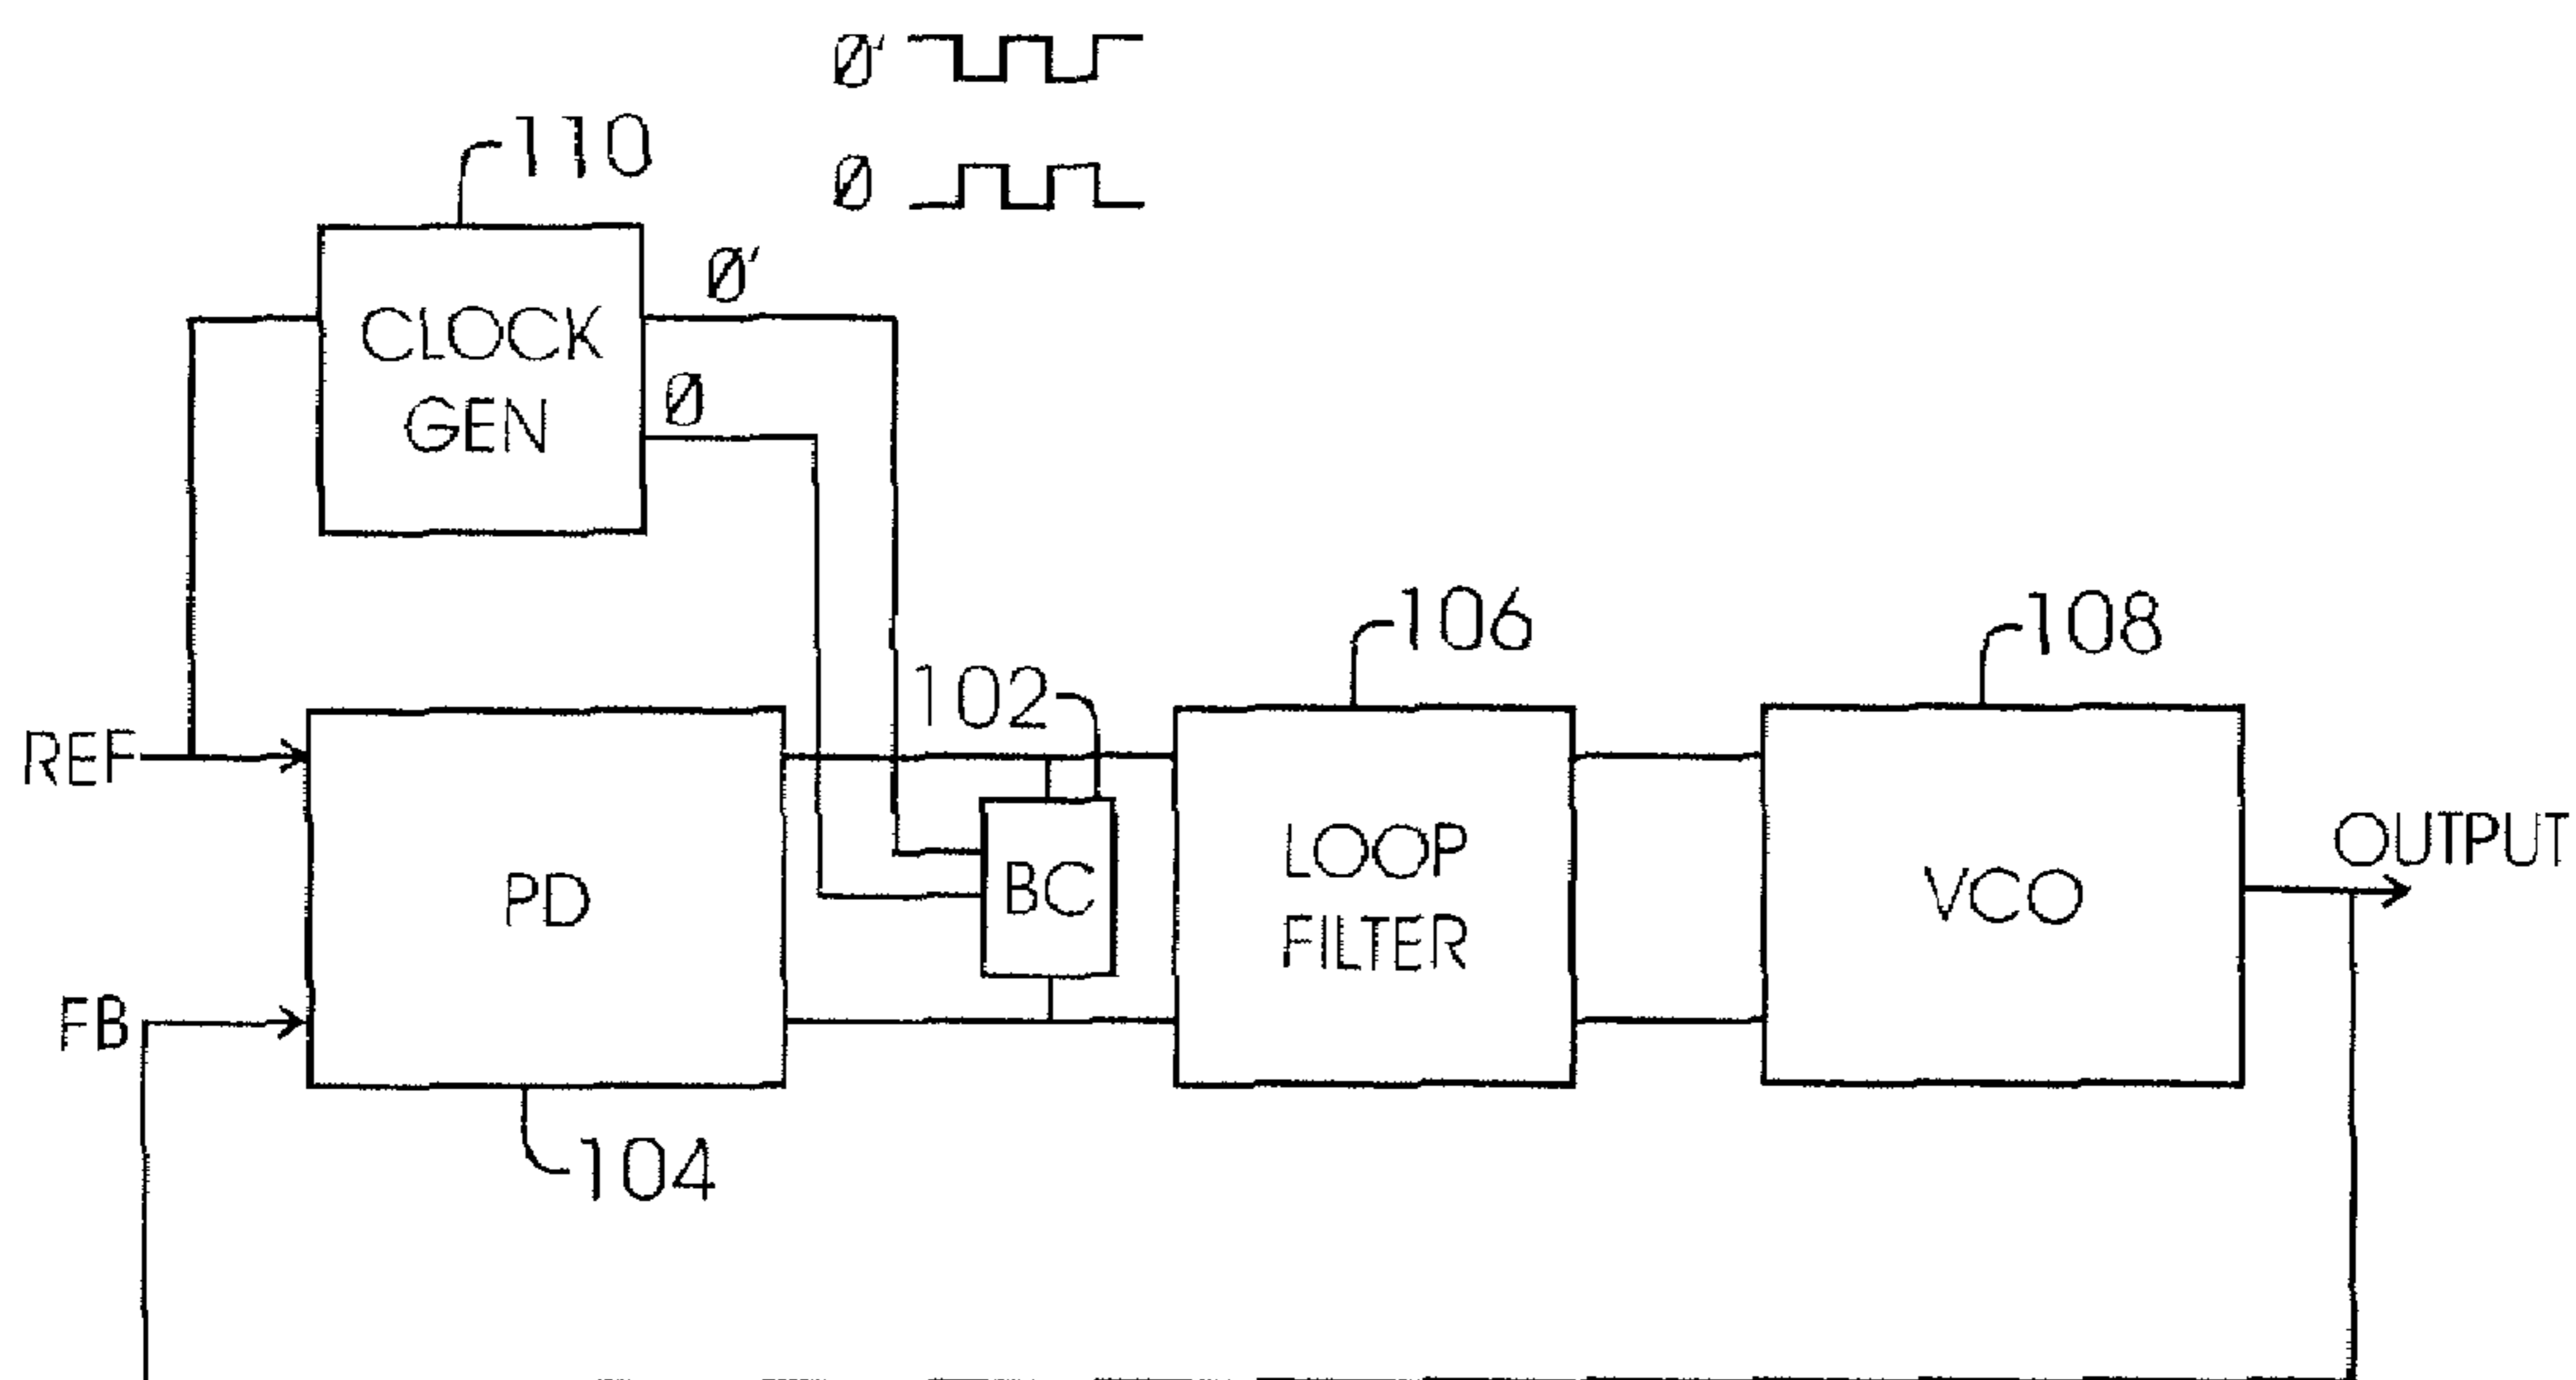 Ø'
Ø
110
Ø'
CLOCK
GEN
Ø
106
108
102
REF
OUTPUT
LOOP
FILTER
BC
PD
VCO
FB
104